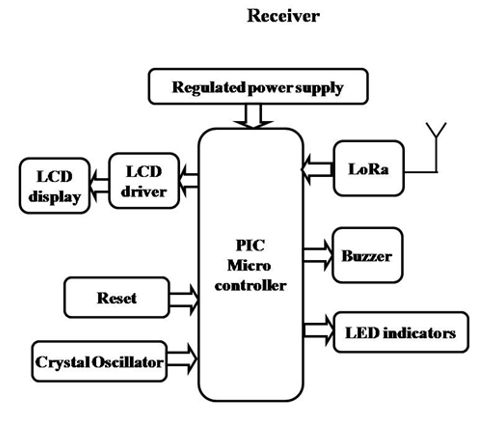 Receiver
Regulated power supply
LCD
display
LCD
driver
PIC
Micro
controller
LoRa
Buzzer
Reset
LED indicators
Crystal Oscillator